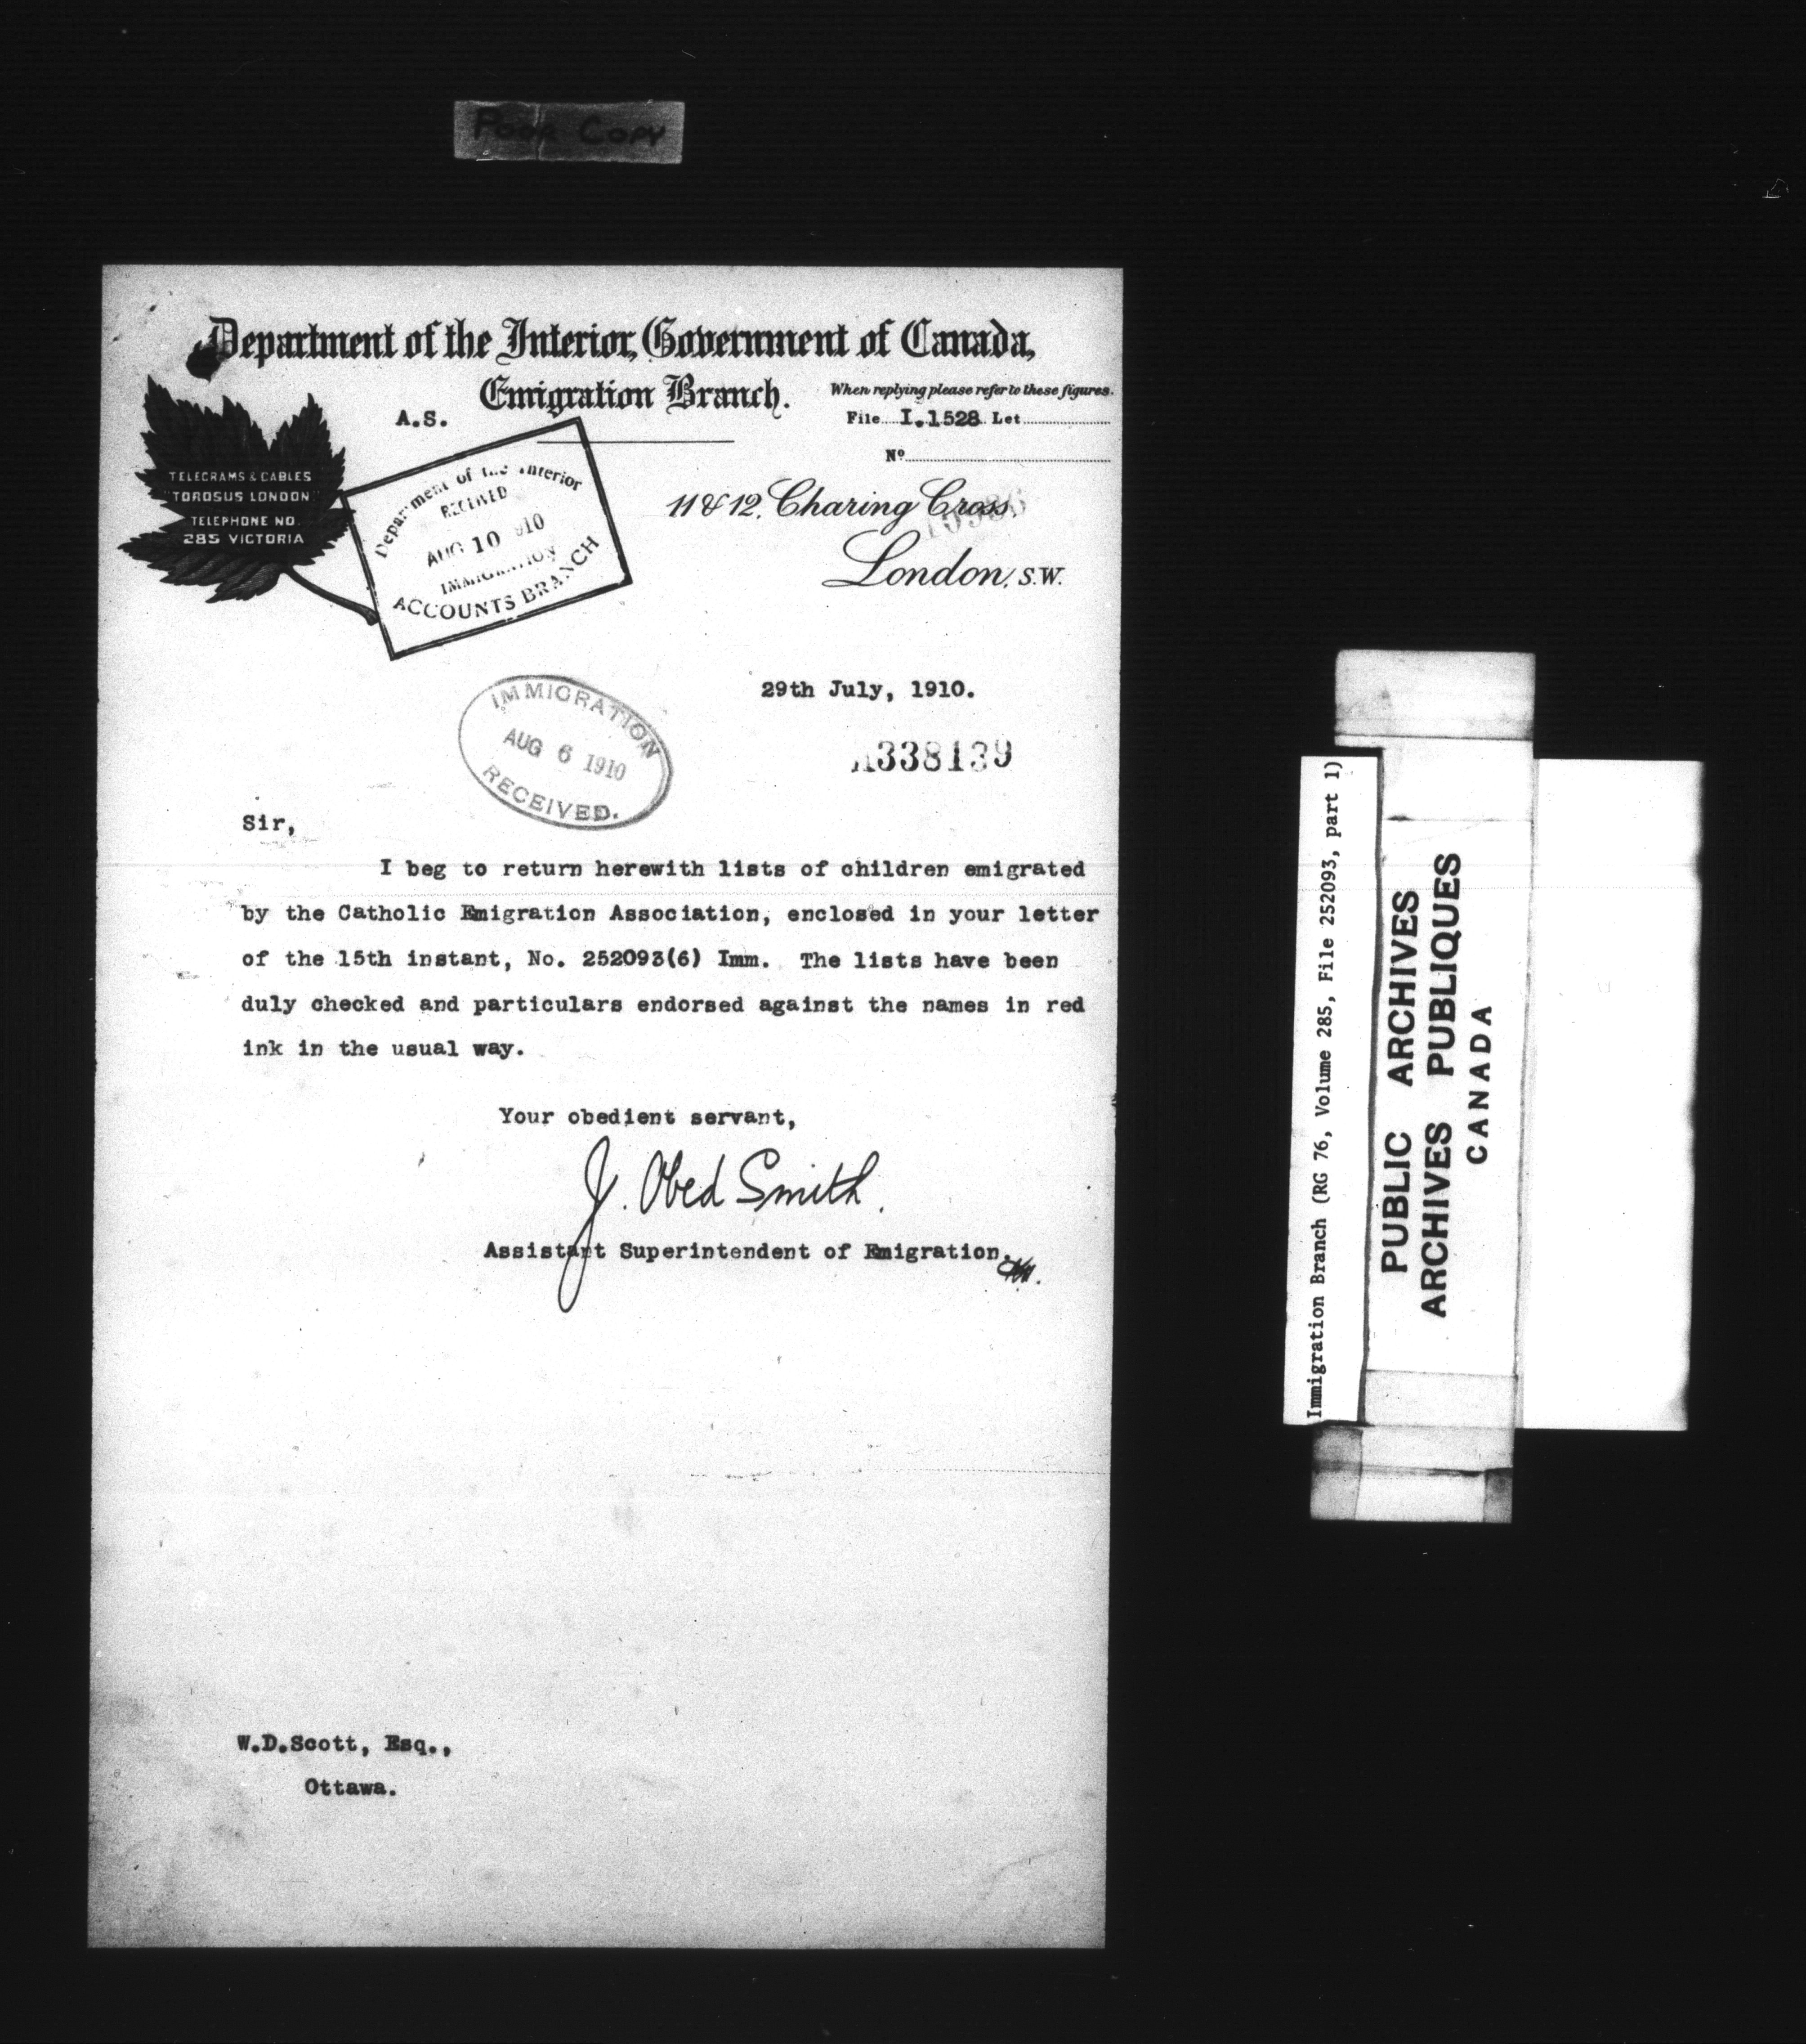 Poor Copy
Department of the Interior, Government of Canada,
Emigration Branch.
When replying please refer to these figures.
A.S.
File I.1528 Let
No
TELEGRAMS & CABLES
"TOROSUS LONDON"
TELEPHONE NO.
285 VICTORIA
Department of the Interior
RECEIVED
AUG 10 1910
IMMIGRATION
ACCOUNTS BRANCH
11 & 12, Charing Cross,
London, S.W.
29th July, 1910.
IMMIGRATION
AUG 6 1910
RECEIVED.
A338139
Sir,
I beg to return herewith lists of children emigrated
by the Catholic Emigration Association, enclosed in your letter
of the 15th instant, No. 252093(6) Imm. The lists have been
duly checked and particulars endorsed against the names in red
ink in the usual way.
Your obedient servant,
J. Obed Smith.
Assistant Superintendent of Emigration.
W.D.Scott, Esq.,
Ottawa.
Immigration Branch (RG 76, Volume 285, File 252093, part 1)
PUBLIC ARCHIVES
ARCHIVES PUBLIQUES
CANADA